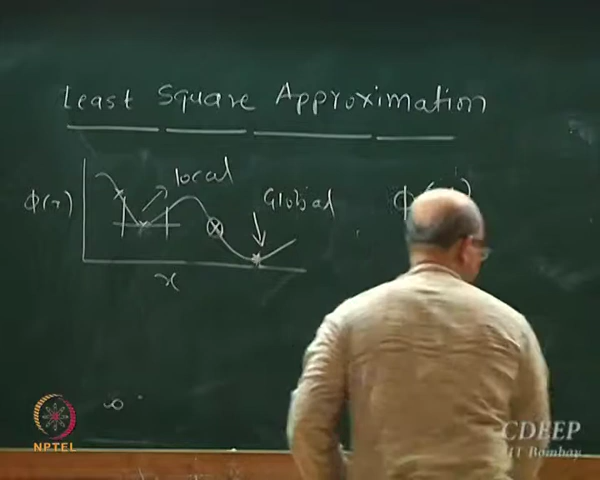 Least Square Approximation
local
Global
Φ(x)
x
NPTEL
CDEEP
IIT Bombay